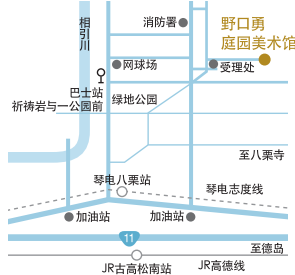 相引川
消防署
野口勇
庭园美术馆
网球场
受理处
巴士站
祈祷岩与一公园前
绿地公园
至八栗寺
琴电八栗站
琴电志度线
加油站
加油站
11
至德岛
JR古高松南站
JR高德线